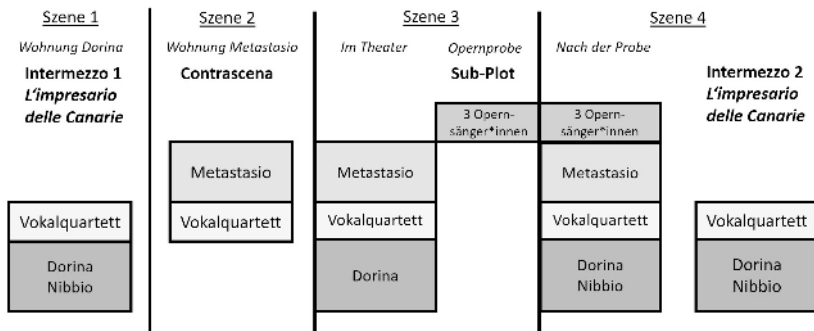 Szene 1
Szene 2
Szene 3
Szene 4
Wohnung Dorina
Wohnung Metastasio
Im Theater
Opernprobe
Nach der Probe
Intermezzo 1
L‘impresario
delle Canarie
Contrascena
Sub-Plot
Intermezzo 2
L‘impresario
delle Canarie
3 Opern-
sänger*innen
3 Opern-
sänger*innen
Metastasio
Metastasio
Metastasio
Vokalquartett
Vokalquartett
Vokalquartett
Vokalquartett
Vokalquartett
Dorina
Nibbio
Dorina
Dorina
Nibbio
Dorina
Nibbio